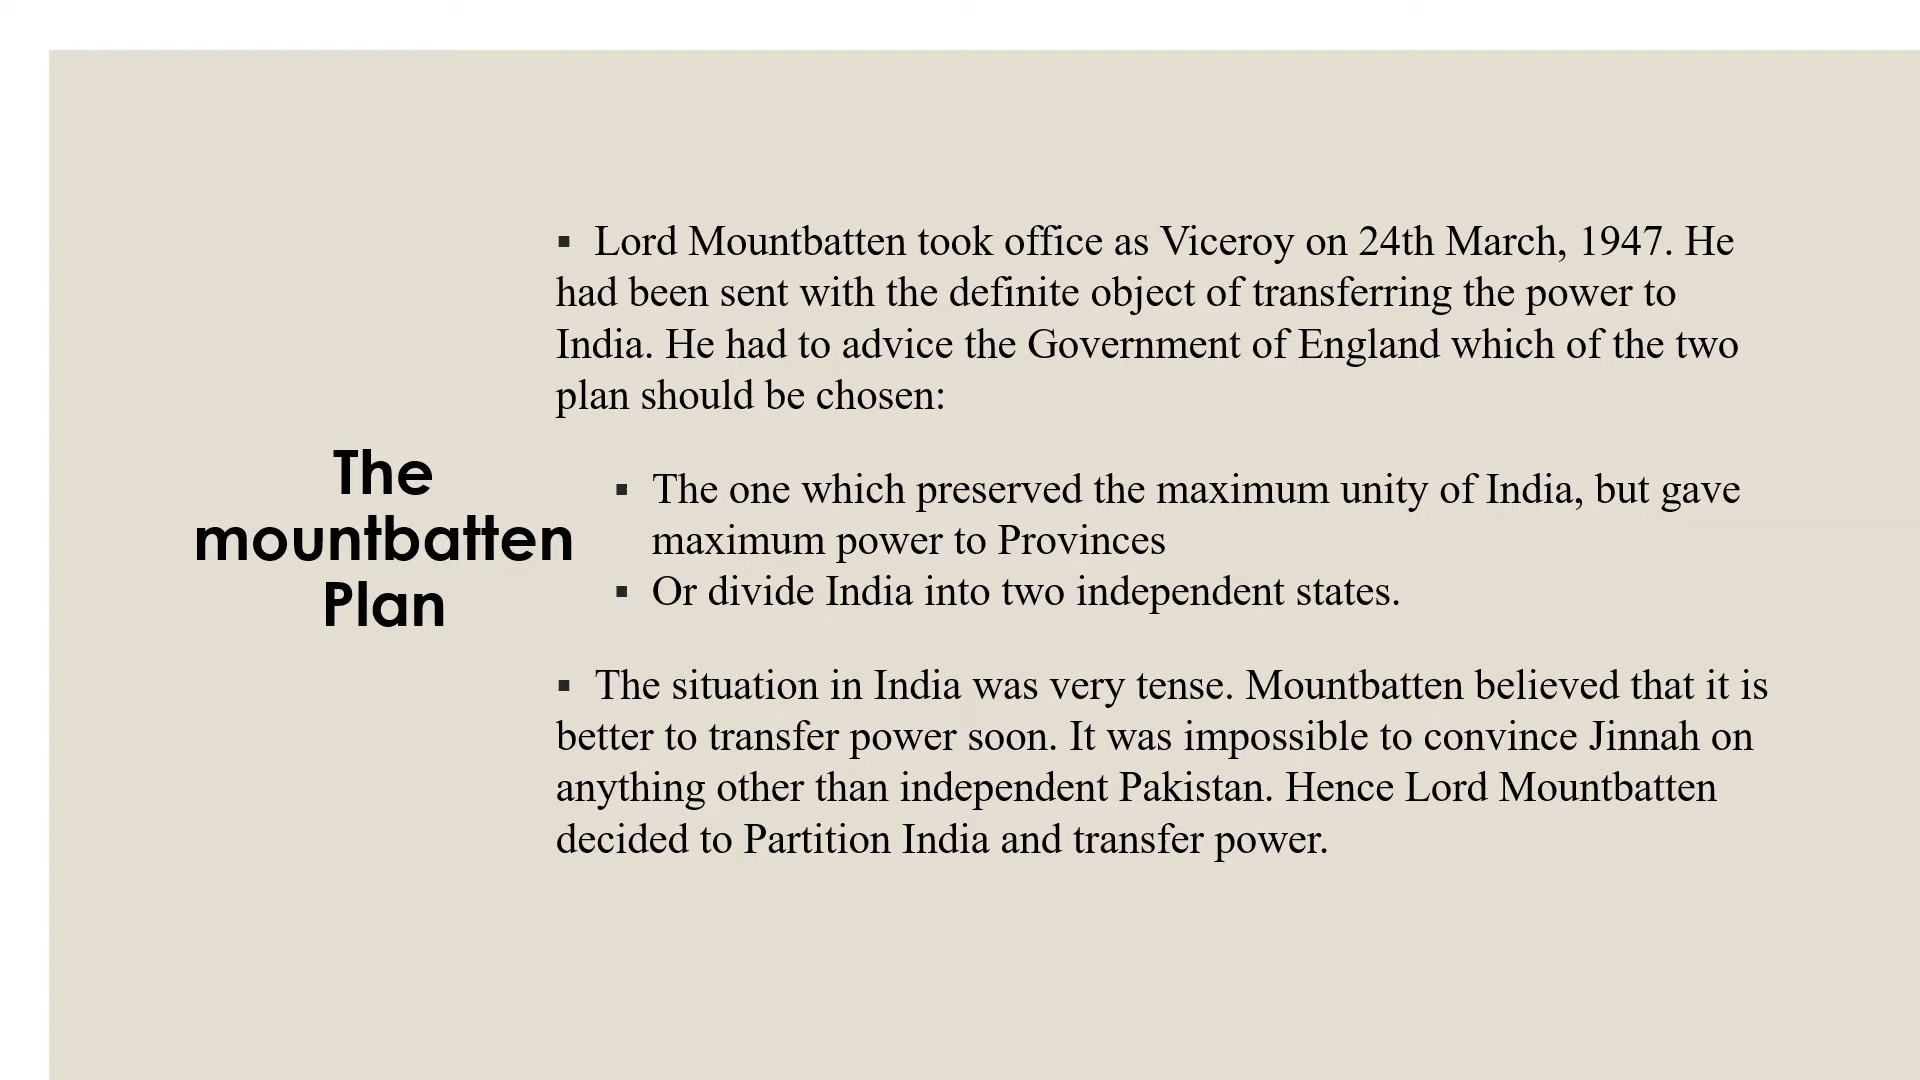 The
mountbatten
Plan
▪ Lord Mountbatten took office as Viceroy on 24th March, 1947. He
had been sent with the definite object of transferring the power to
India. He had to advice the Government of England which of the two
plan should be chosen:
▪ The one which preserved the maximum unity of India, but gave
maximum power to Provinces
▪ Or divide India into two independent states.
▪ The situation in India was very tense. Mountbatten believed that it is
better to transfer power soon. It was impossible to convince Jinnah on
anything other than independent Pakistan. Hence Lord Mountbatten
decided to Partition India and transfer power.